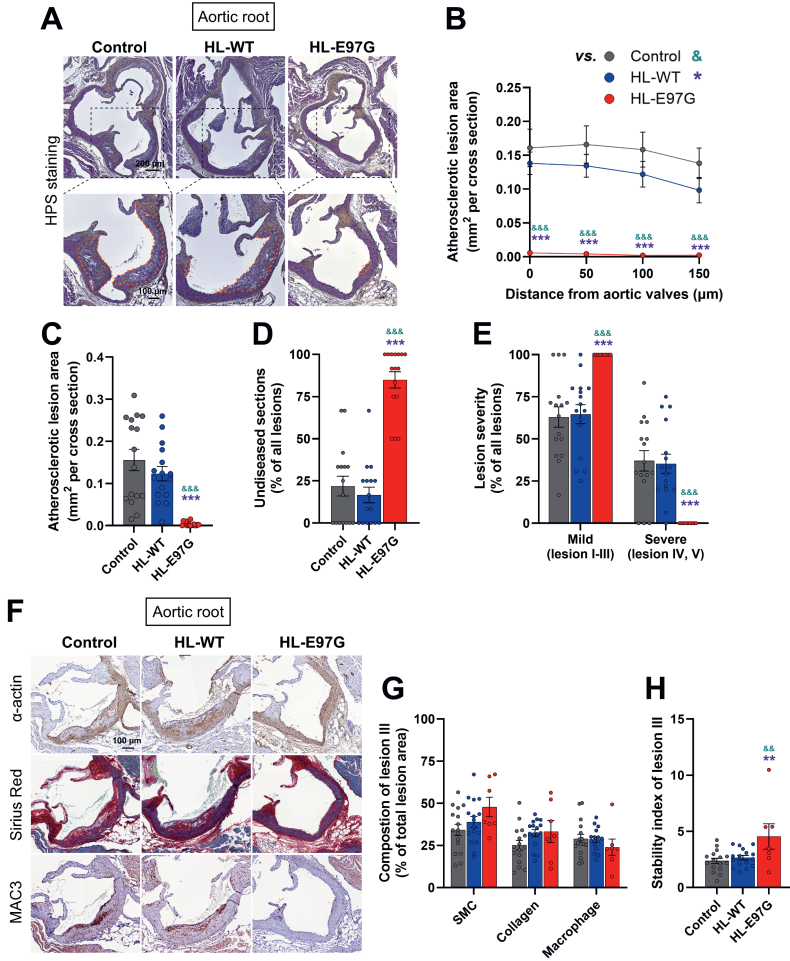 A
Aortic root
Control
HL-WT
HL-E97G
HPS staining
200 µm
100 µm
B
vs.
Control &
HL-WT *
HL-E97G
Atherosclerotic lesion area
(mm² per cross section)
0.25
0.20
0.15
0.10
0.05
0.00
&&& &&& &&& &&&
*** *** *** ***
0 50 100 150
Distance from aortic valves (µm)
C
Atherosclerotic lesion area
(mm² per cross section)
0.4
0.3
0.2
0.1
0.0
&&&
***
Control
HL-WT
HL-E97G
D
Undiseased sections
(% of all lesions)
100
75
50
25
0
&&&
***
Control
HL-WT
HL-E97G
E
Lesion severity
(% of all lesions)
100
75
50
25
0
&&&
***
&&&
***
Mild
(lesion I-III)
Severe
(lesion IV, V)
F
Aortic root
Control
HL-WT
HL-E97G
α-actin
100 µm
Sirius Red
MAC3
G
Compostion of lesion III
(% of total lesion area)
100
75
50
25
0
SMC
Collagen
Macrophage
H
Stability index of lesion III
15
10
5
0
&&
**
Control
HL-WT
HL-E97G